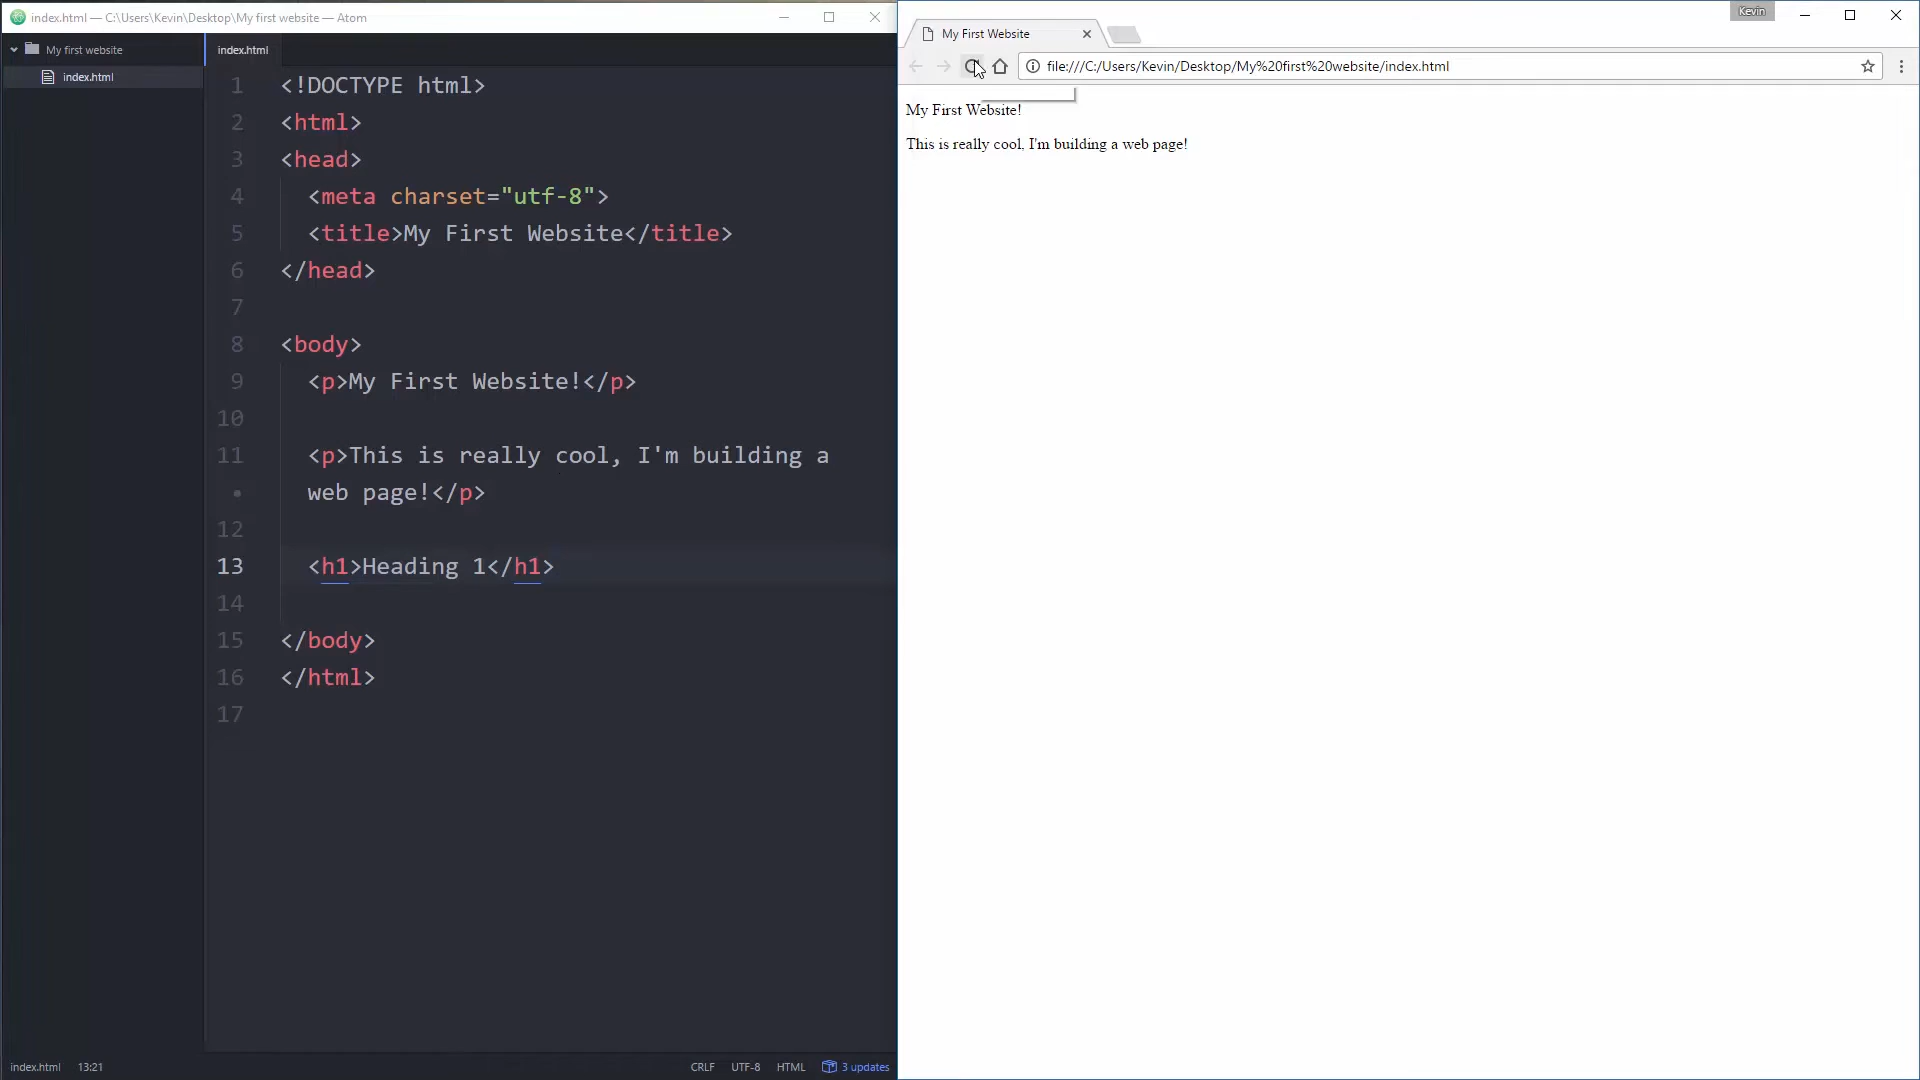 index.html — C:\Users\Kevin\Desktop\My first website — Atom
My first website
index.html
index.html
1 <!DOCTYPE html>
2 <html>
3 <head>
4 <meta charset="utf-8">
5 <title>My First Website</title>
6 </head>
7
8 <body>
9 <p>My First Website!</p>
10
11 <p>This is really cool, I'm building a
• web page!</p>
12
13 <h1>Heading 1</h1>
14
15 </body>
16 </html>
17
index.html 13:21 CRLF UTF-8 HTML 3 updates
Kevin
My First Website
file:///C:/Users/Kevin/Desktop/My%20first%20website/index.html
My First Website!
This is really cool, I'm building a web page!